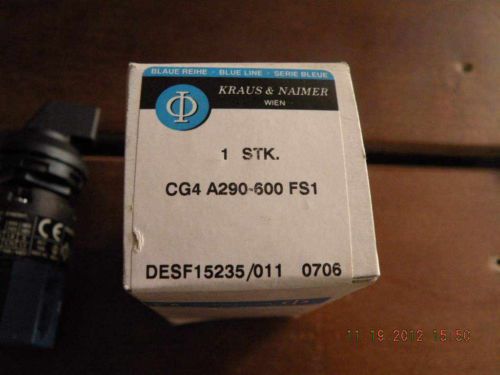 BLAUE REIHE · BLUE LINE · SERIE BLEUE
KRAUS & NAIMER
WIEN
1 STK.
CG4 A290-600 FS1
DESF15235/011 0706
CE
11.19.2012 15:50